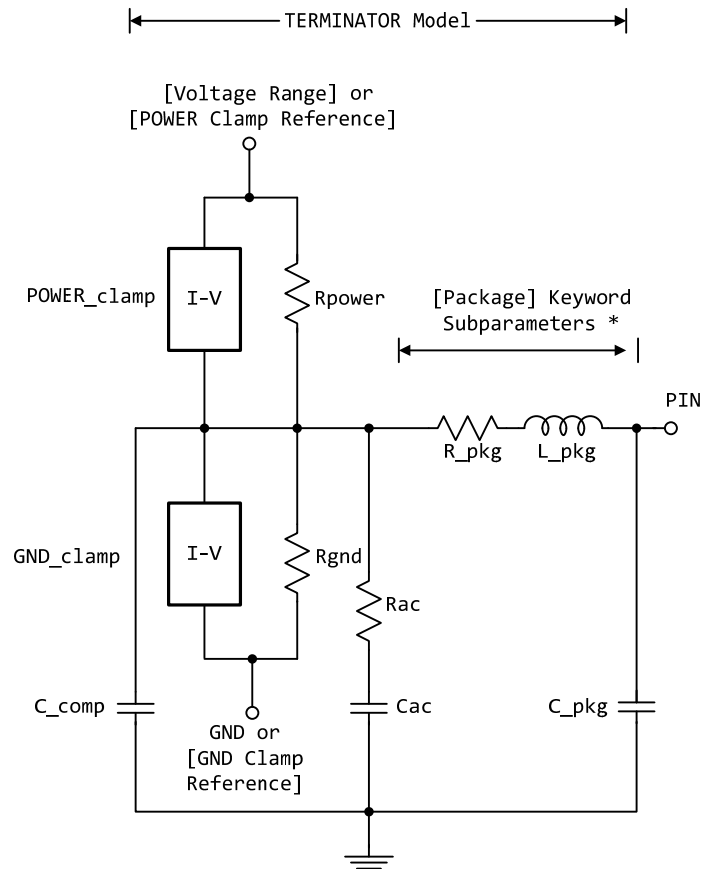 TERMINATOR Model
[Voltage Range] or
[POWER Clamp Reference]
POWER_clamp
I-V
Rpower
[Package] Keyword
Subparameters *
PIN
R_pkg
L_pkg
GND_clamp
I-V
Rgnd
Rac
C_comp
Cac
C_pkg
GND or
[GND Clamp
Reference]